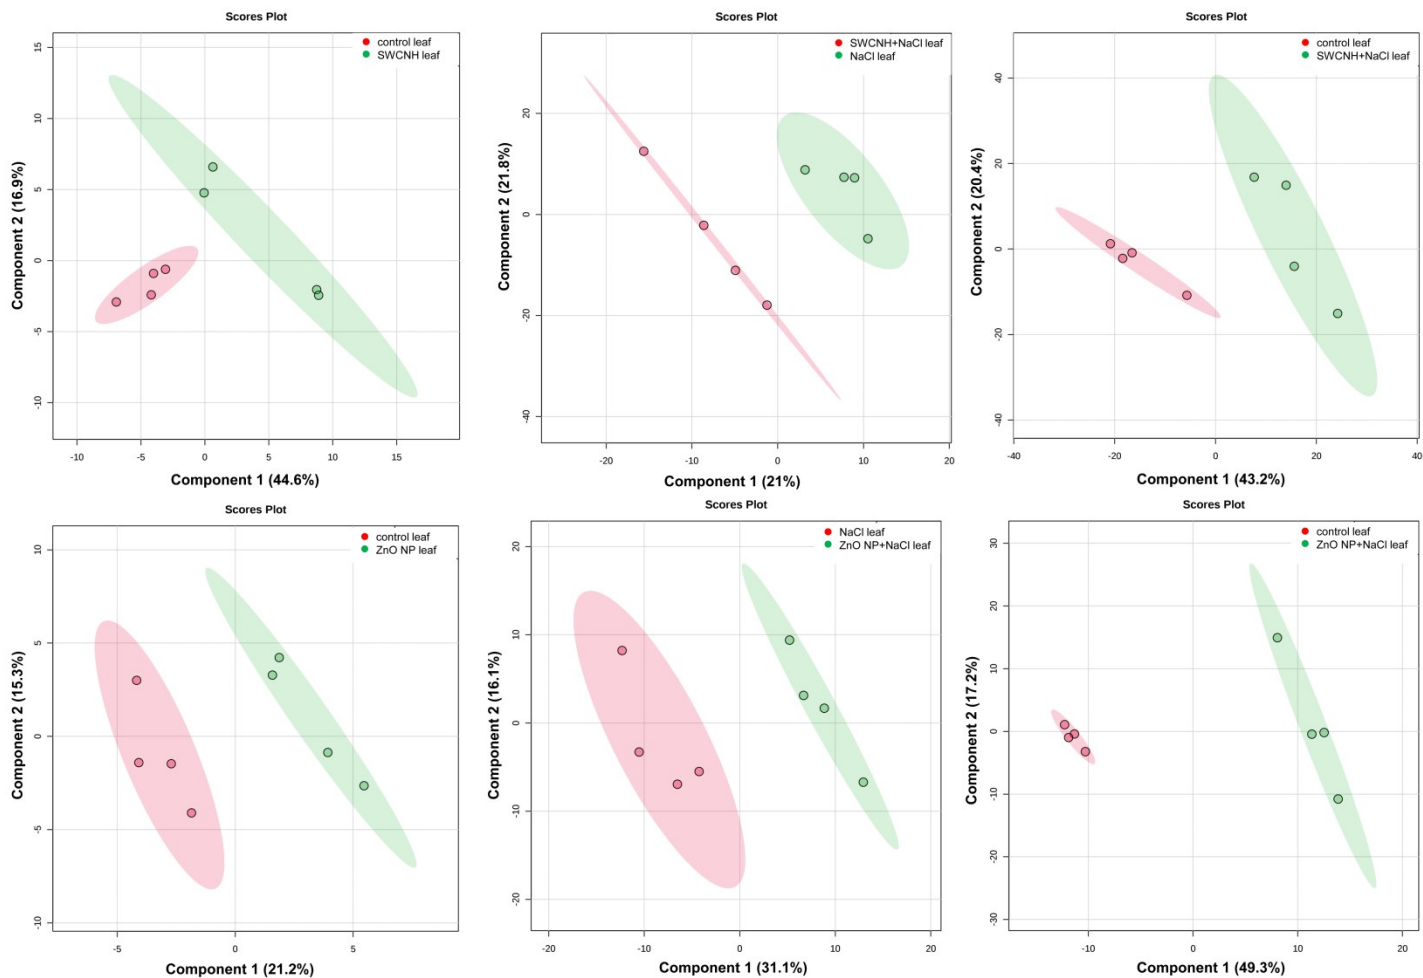 Scores Plot
control leaf
SWCNH leaf
15
10
5
0
-5
-10
Component 2 (16.9%)
-10
-5
0
5
10
15
Component 1 (44.6%)
Scores Plot
SWCNH+NaCl leaf
NaCl leaf
20
0
-20
-40
Component 2 (21.8%)
-20
-10
0
10
20
Component 1 (21%)
Scores Plot
control leaf
SWCNH+NaCl leaf
40
20
0
-20
-40
Component 2 (20.4%)
-40
-20
0
20
40
Component 1 (43.2%)
Scores Plot
control leaf
ZnO NP leaf
10
5
0
-5
-10
Component 2 (15.3%)
-5
0
5
Component 1 (21.2%)
Scores Plot
NaCl leaf
ZnO NP+NaCl leaf
20
10
0
-10
-20
Component 2 (16.1%)
-20
-10
0
10
20
Component 1 (31.1%)
Scores Plot
control leaf
ZnO NP+NaCl leaf
30
20
10
0
-10
-20
-30
Component 2 (17.2%)
-10
0
10
20
Component 1 (49.3%)